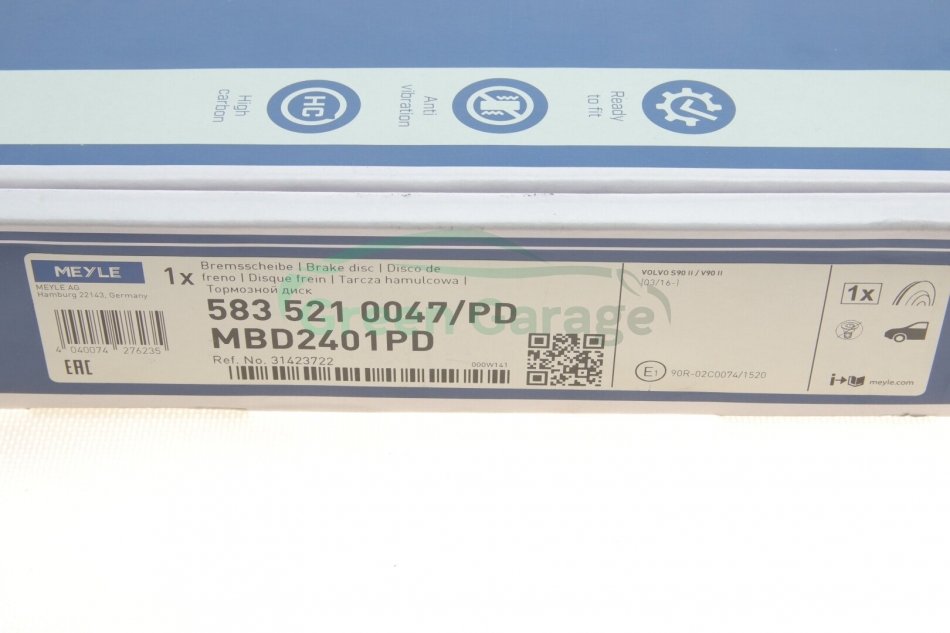 High
carbon
HC
Anti
vibration
Ready
to fit
MEYLE
MEYLE AG
Hamburg 22143, Germany
4 040074 276235
EAC
1x
Bremsscheibe | Brake disc | Disco de
freno | Disque frein | Tarcza hamulcowa |
Тормозной диск
583 521 0047/PD
MBD2401PD
Ref. No. 31423722
000W141
Green Garage
VOLVO S90 II / V90 II
(03/16-)
E1 90R-02C0074/1520
1x
i
meyle.com